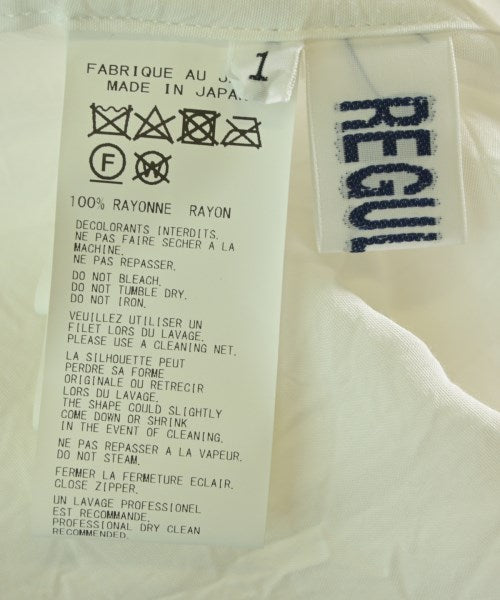 FABRIQUE AU
MADE IN JAPAN
1
F
W
100% RAYONNE RAYON
DECOLORANTS INTERDITS.
NE PAS FAIRE SECHER A LA
MACHINE.
NE PAS REPASSER.
DO NOT BLEACH.
DO NOT TUMBLE DRY.
DO NOT IRON.
VEUILLEZ UTILISER UN
FILET LORS DU LAVAGE.
PLEASE USE A CLEANING NET.
LA SILHOUETTE PEUT
PERDRE SA FORME
ORIGINALE OU RETRECIR
LORS DU LAVAGE.
THE SHAPE COULD SLIGHTLY
COME DOWN OR SHRINK
IN THE EVENT OF CLEANING.
NE PAS REPASSER A LA VAPEUR.
DO NOT STEAM.
FERMER LA FERMETURE ECLAIR.
CLOSE ZIPPER.
UN LAVAGE PROFESSIONEL
EST RECOMMANDE.
PROFESSIONAL DRY CLEAN
RECOMMENDED.
REGUL